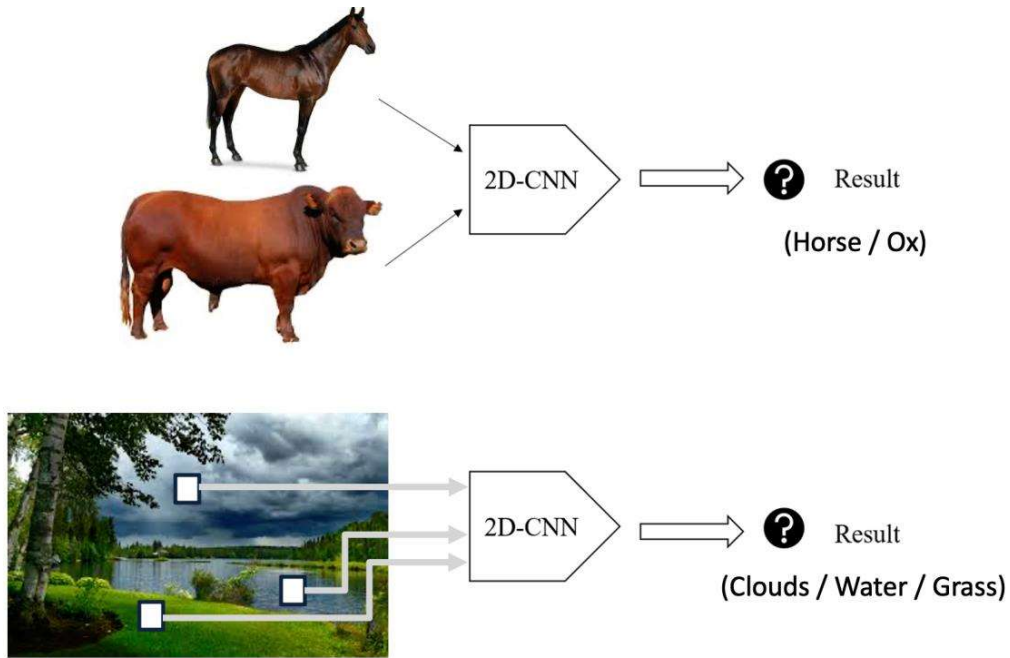 2D-CNN
? Result
(Horse / Ox)
2D-CNN
? Result
(Clouds / Water / Grass)